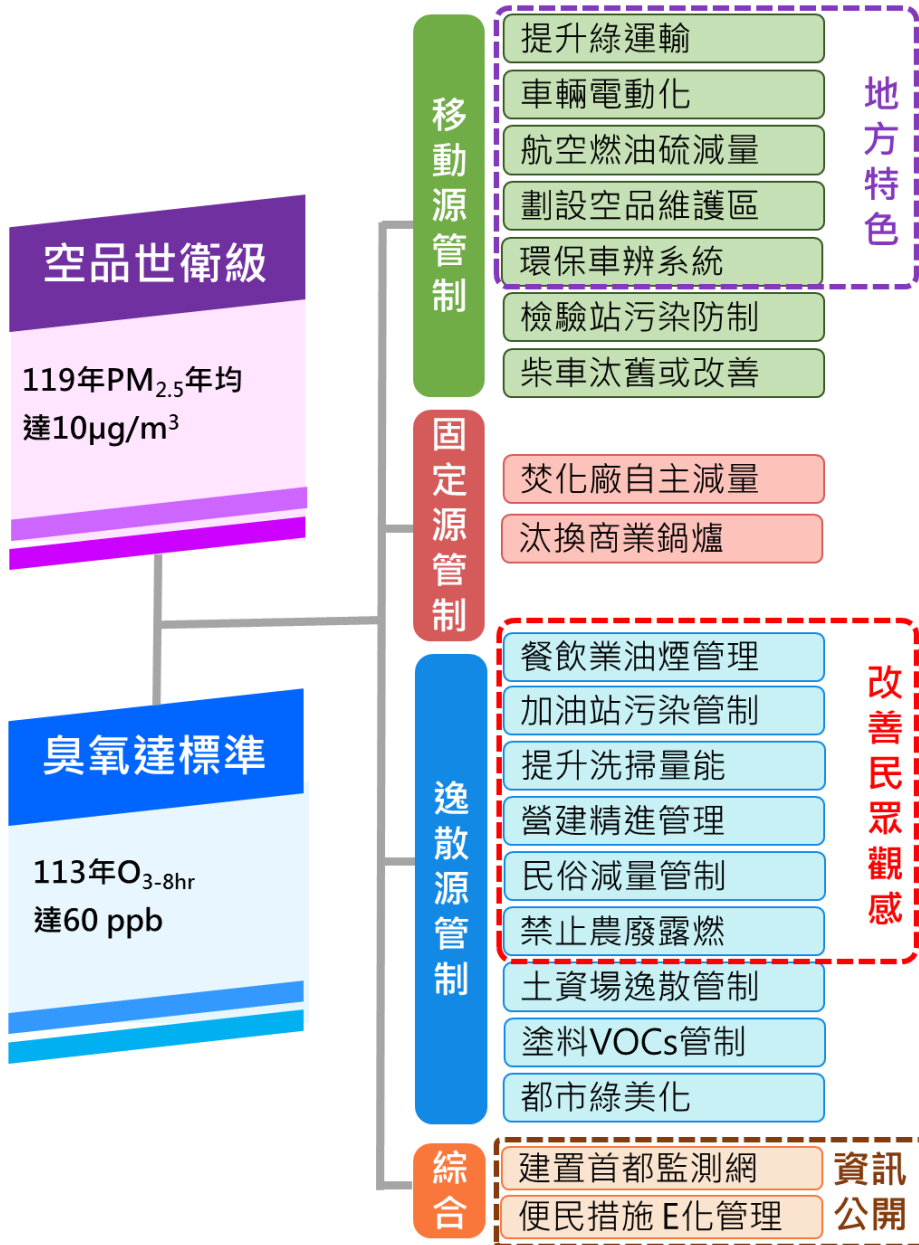 空品世衛級
119年PM2.5年均
達10μg/m3
臭氧達標準
113年O3-8hr
達60 ppb
移動源管制
提升綠運輸
車輛電動化
航空燃油硫減量
劃設空品維護區
環保車辨系統
檢驗站污染防制
柴車汰舊或改善
地方特色
固定源管制
焚化廠自主減量
汰換商業鍋爐
逸散源管制
餐飲業油煙管理
加油站污染管制
提升洗掃量能
營建精進管理
民俗減量管制
禁止農廢露燃
土資場逸散管制
塗料VOCs管制
都市綠美化
改善民眾觀感
綜合
建置首都監測網
便民措施 E化管理
資訊
公開